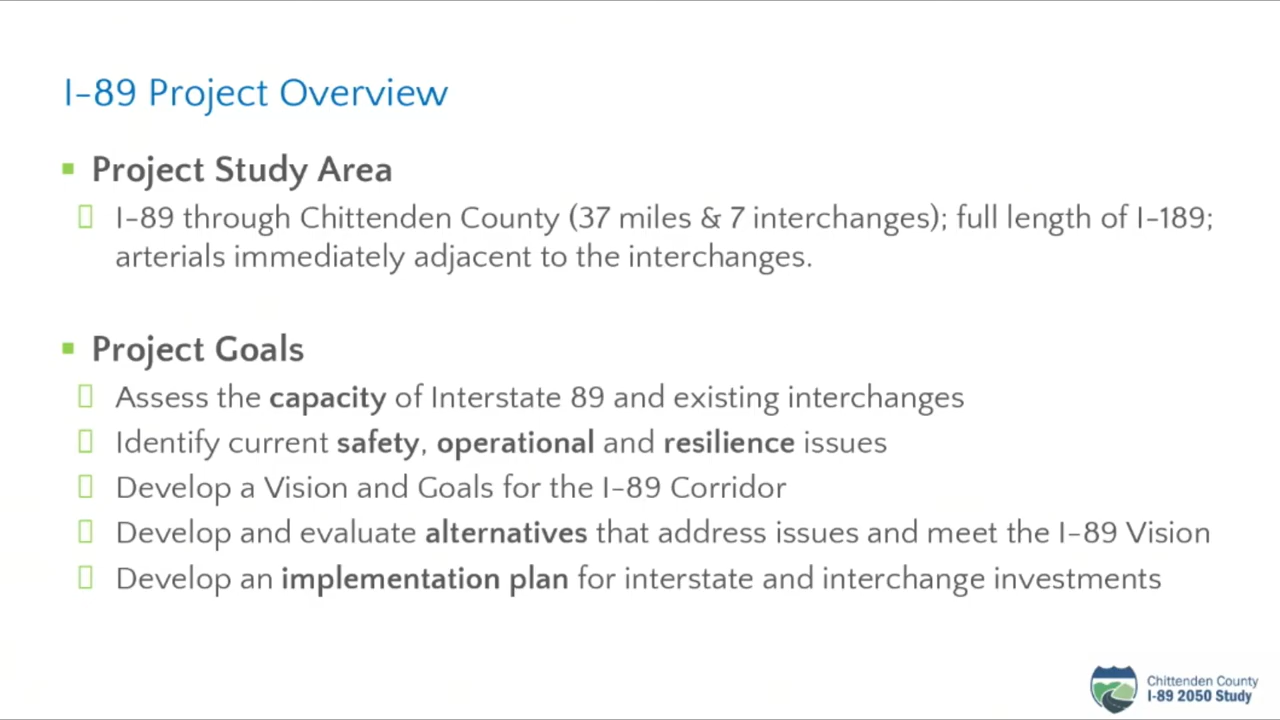 I-89 Project Overview
Project Study Area
I-89 through Chittenden County (37 miles & 7 interchanges); full length of I-189;
arterials immediately adjacent to the interchanges.
Project Goals
Assess the capacity of Interstate 89 and existing interchanges
Identify current safety, operational and resilience issues
Develop a Vision and Goals for the I-89 Corridor
Develop and evaluate alternatives that address issues and meet the I-89 Vision
Develop an implementation plan for interstate and interchange investments
Chittenden County
I-89 2050 Study